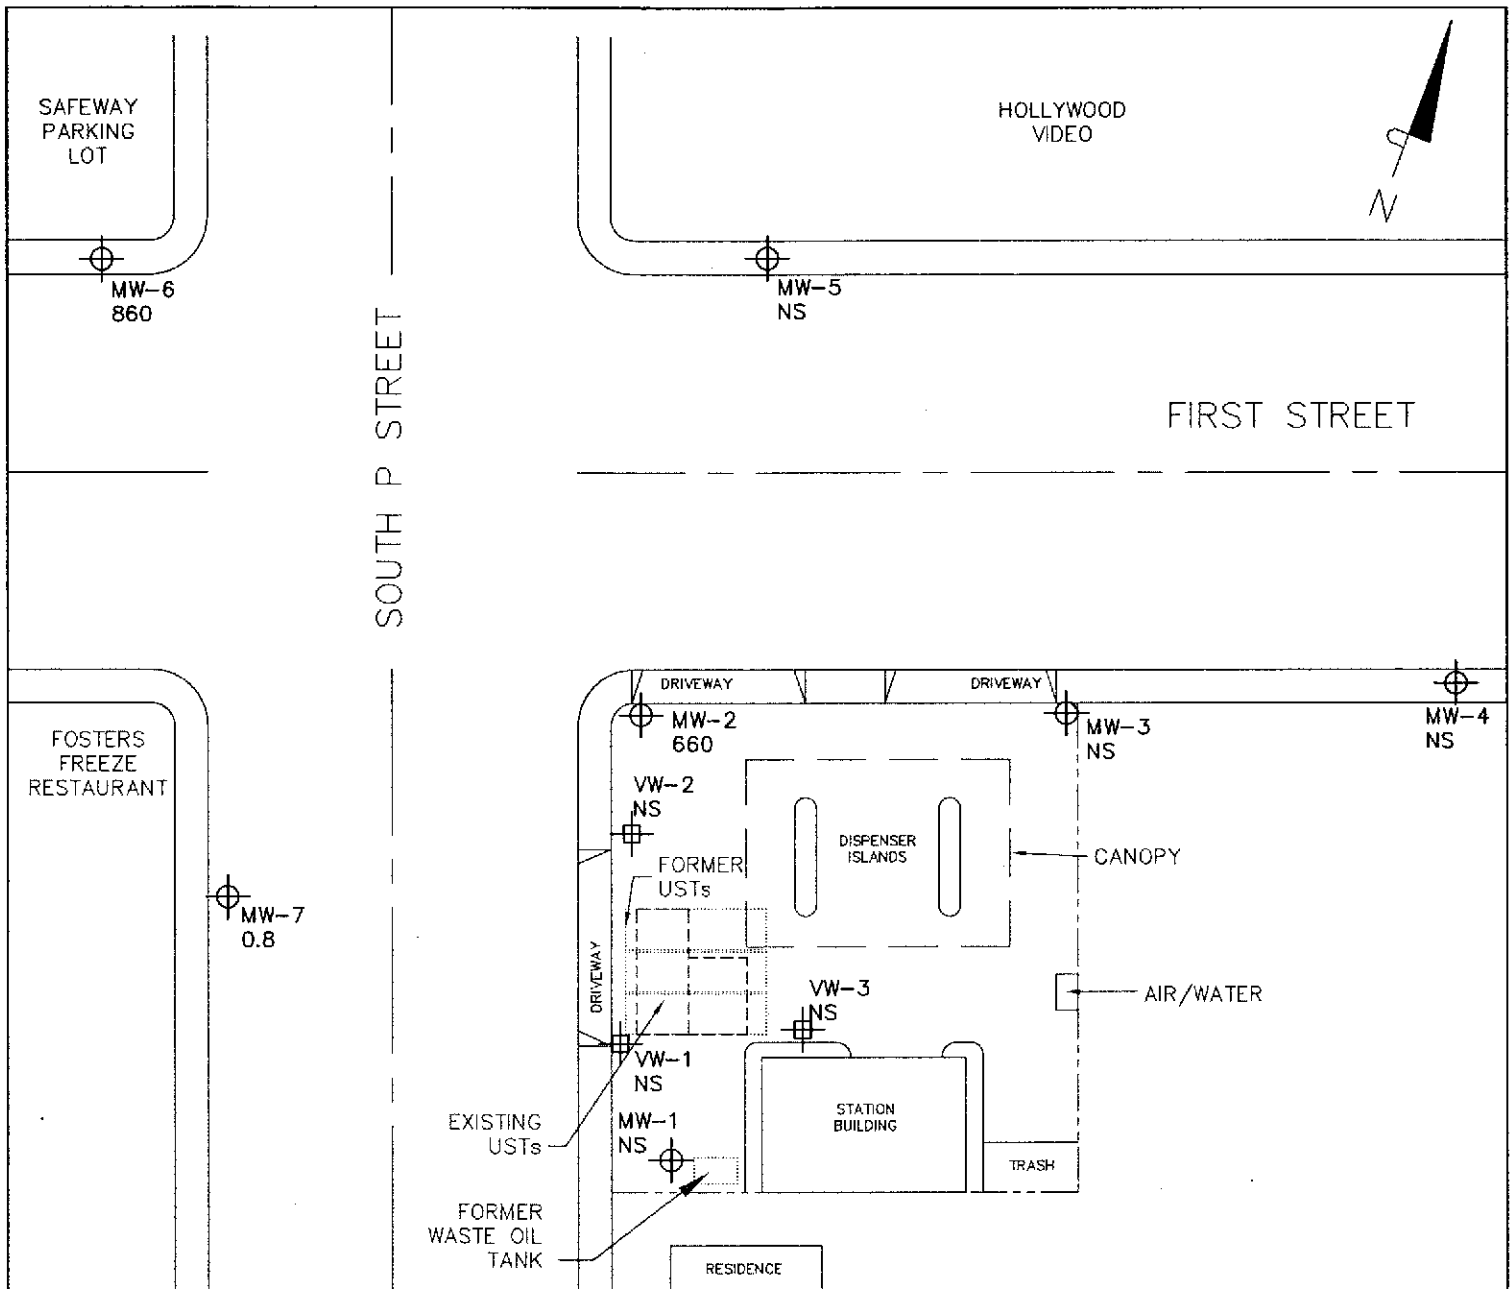 SAFEWAY
PARKING
LOT
HOLLYWOOD
VIDEO
N
MW-6
860
MW-5
NS
SOUTH P STREET
FIRST STREET
DRIVEWAY
DRIVEWAY
MW-2
660
MW-3
NS
MW-4
NS
FOSTERS
FREEZE
RESTAURANT
VW-2
NS
DISPENSER
ISLANDS
CANOPY
FORMER
USTs
MW-7
0.8
DRIVEWAY
VW-3
NS
AIR/WATER
VW-1
NS
EXISTING
USTs
MW-1
NS
STATION
BUILDING
TRASH
FORMER
WASTE OIL
TANK
RESIDENCE